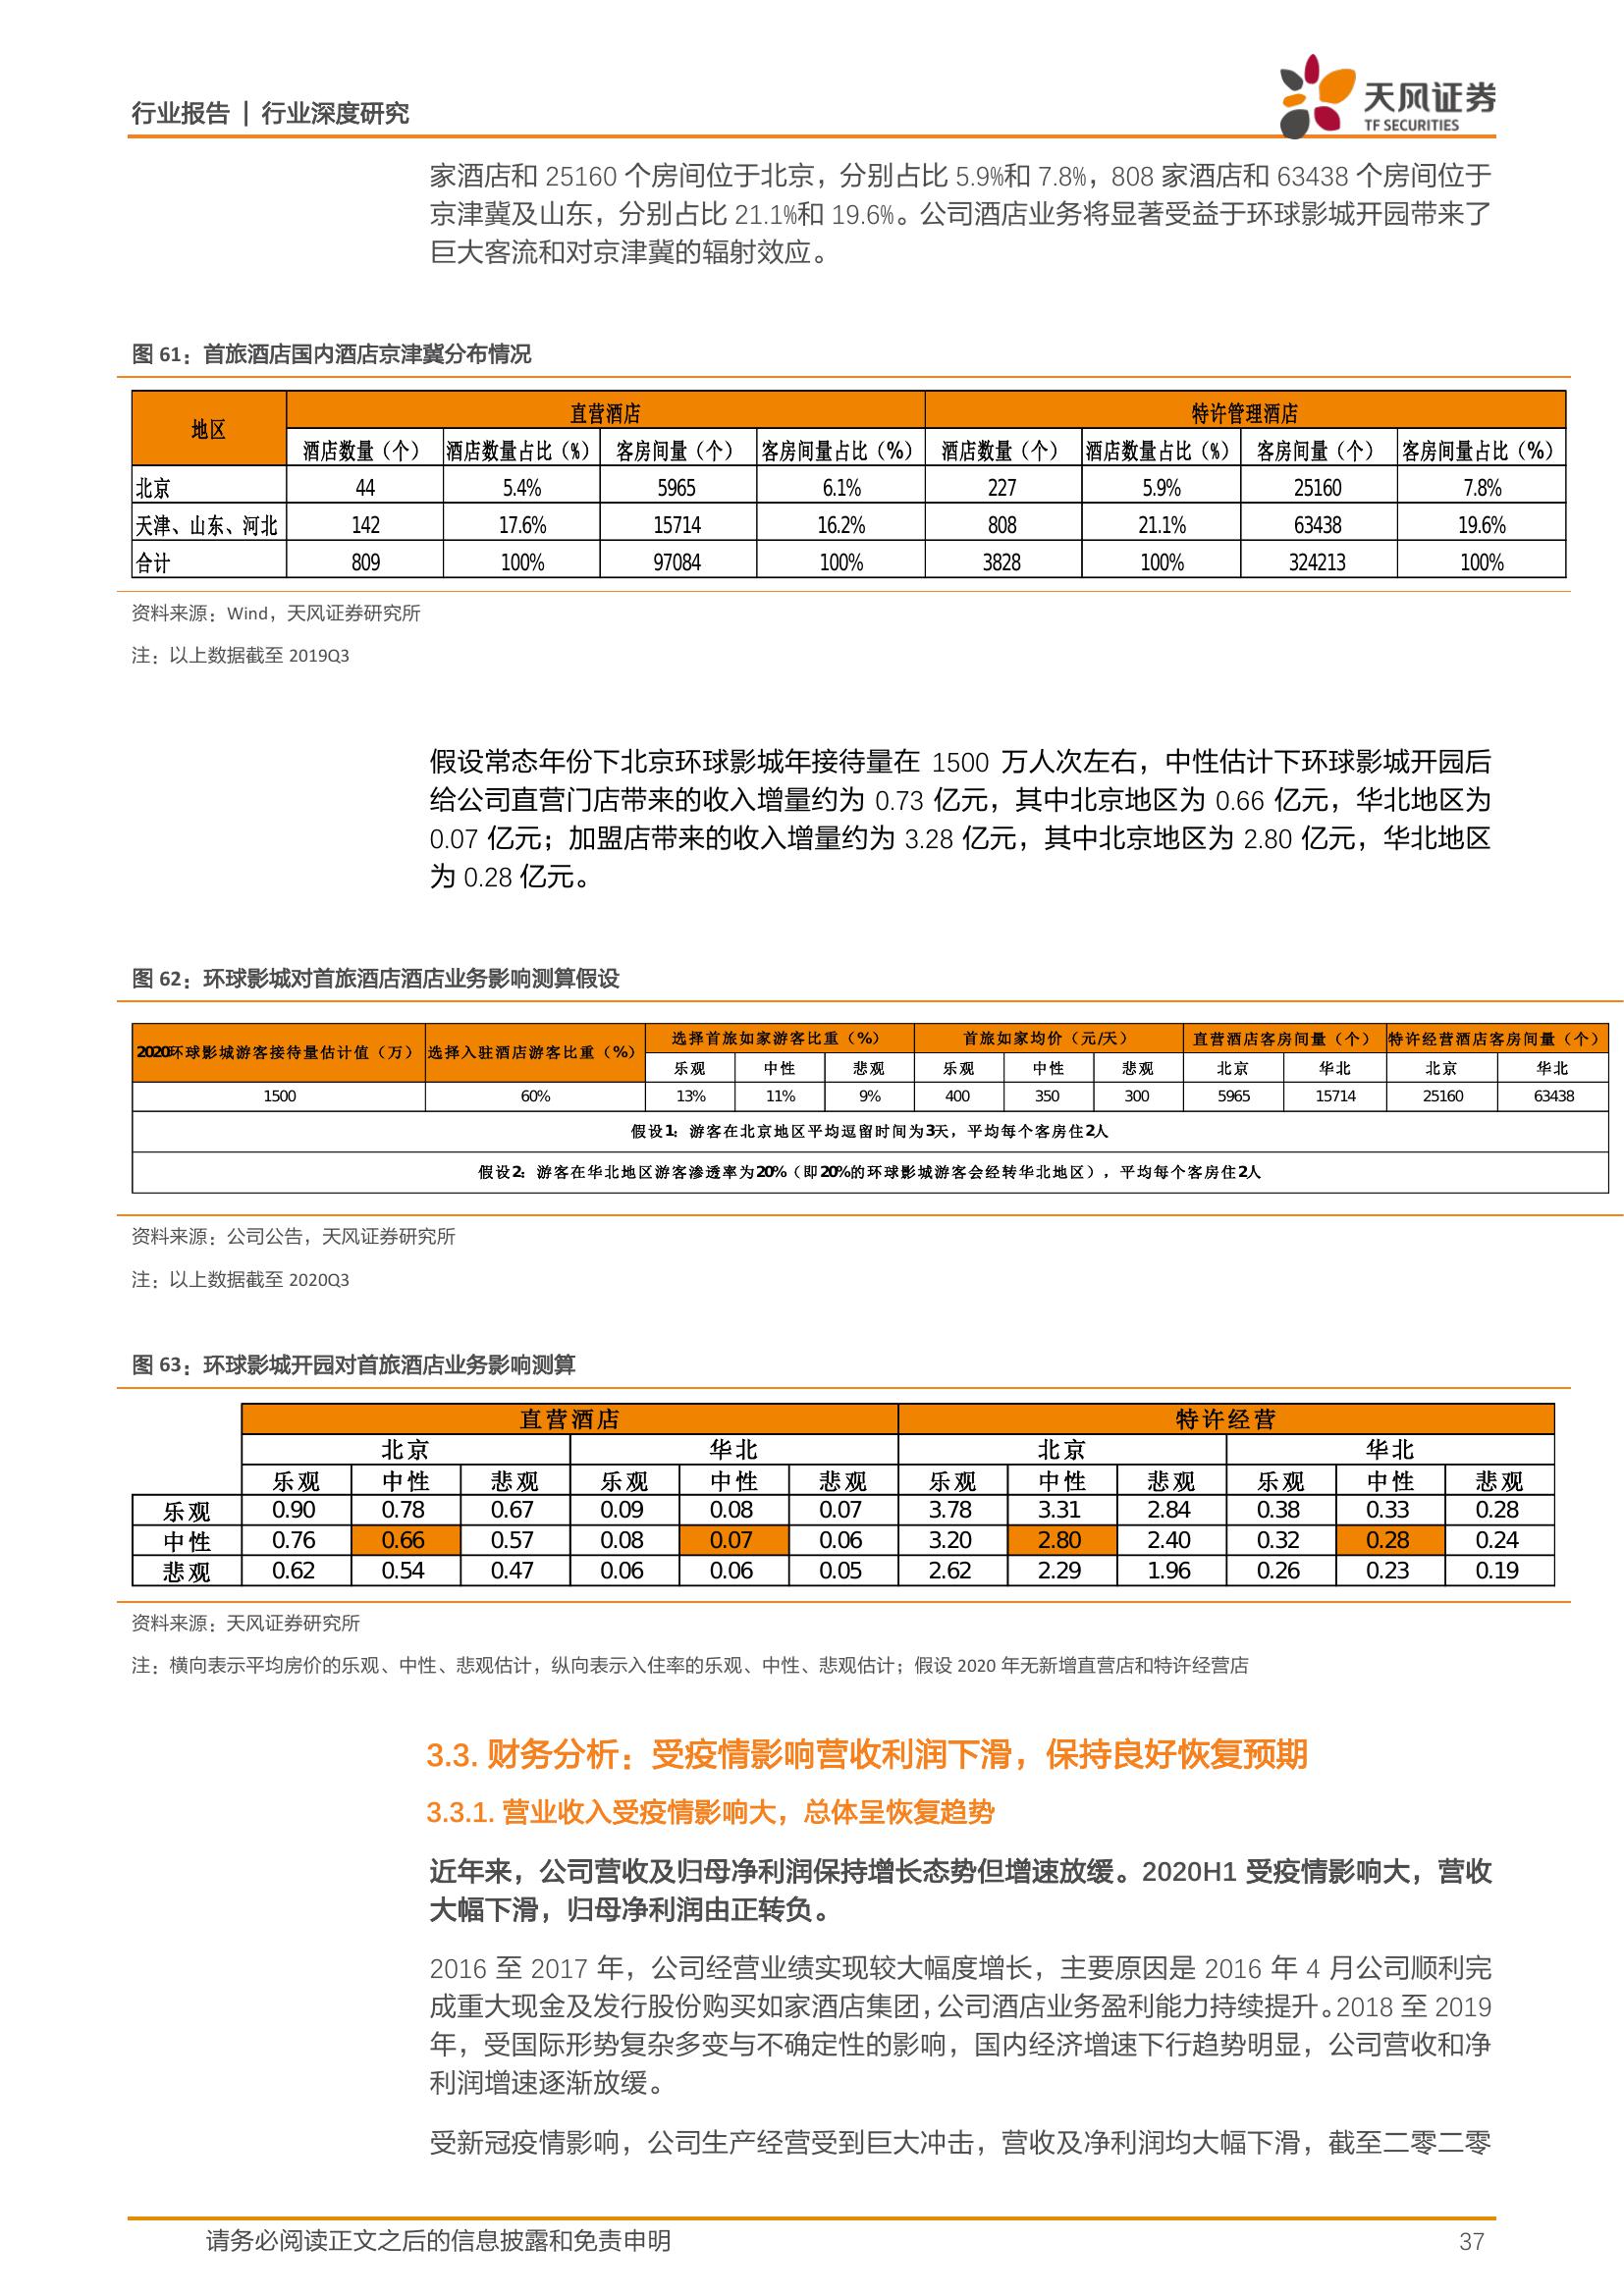 行业报告 | 行业深度研究
天风证券
TF SECURITIES
家酒店和 25160 个房间位于北京，分别占比 5.9%和 7.8%，808 家酒店和 63438 个房间位于
京津冀及山东，分别占比 21.1%和 19.6%。公司酒店业务将显著受益于环球影城开园带来了
巨大客流和对京津冀的辐射效应。
图 61：首旅酒店国内酒店京津冀分布情况
地区 直营酒店 特许管理酒店
酒店数量（个） 酒店数量占比（%） 客房间量（个） 客房间量占比（%） 酒店数量（个） 酒店数量占比（%） 客房间量（个） 客房间量占比（%）
北京 44 5.4% 5965 6.1% 227 5.9% 25160 7.8%
天津、山东、河北 142 17.6% 15714 16.2% 808 21.1% 63438 19.6%
合计 809 100% 97084 100% 3828 100% 324213 100%
资料来源：Wind，天风证券研究所
注：以上数据截至 2019Q3
假设常态年份下北京环球影城年接待量在 1500 万人次左右，中性估计下环球影城开园后
给公司直营门店带来的收入增量约为 0.73 亿元，其中北京地区为 0.66 亿元，华北地区为
0.07 亿元；加盟店带来的收入增量约为 3.28 亿元，其中北京地区为 2.80 亿元，华北地区
为 0.28 亿元。
图 62：环球影城对首旅酒店酒店业务影响测算假设
2020环球影城游客接待量估计值（万） 选择入驻酒店游客比重（%） 选择首旅如家游客比重（%） 首旅如家均价（元/天） 直营酒店客房间量（个） 特许经营酒店客房间量（个）
乐观 中性 悲观 乐观 中性 悲观 北京 华北 北京 华北
1500 60% 13% 11% 9% 400 350 300 5965 15714 25160 63438
假设1：游客在北京地区平均逗留时间为3天，平均每个客房住2人
假设2：游客在华北地区游客渗透率为20%（即20%的环球影城游客会经转华北地区），平均每个客房住2人
资料来源：公司公告，天风证券研究所
注：以上数据截至 2020Q3
图 63：环球影城开园对首旅酒店业务影响测算
直营酒店 特许经营
北京 华北 北京 华北
乐观 中性 悲观 乐观 中性 悲观 乐观 中性 悲观 乐观 中性 悲观
乐观 0.90 0.78 0.67 0.09 0.08 0.07 3.78 3.31 2.84 0.38 0.33 0.28
中性 0.76 0.66 0.57 0.08 0.07 0.06 3.20 2.80 2.40 0.32 0.28 0.24
悲观 0.62 0.54 0.47 0.06 0.06 0.05 2.62 2.29 1.96 0.26 0.23 0.19
资料来源：天风证券研究所
注：横向表示平均房价的乐观、中性、悲观估计，纵向表示入住率的乐观、中性、悲观估计；假设 2020 年无新增直营店和特许经营店
3.3. 财务分析：受疫情影响营收利润下滑，保持良好恢复预期
3.3.1. 营业收入受疫情影响大，总体呈恢复趋势
近年来，公司营收及归母净利润保持增长态势但增速放缓。2020H1 受疫情影响大，营收
大幅下滑，归母净利润由正转负。
2016 至 2017 年，公司经营业绩实现较大幅度增长，主要原因是 2016 年 4 月公司顺利完
成重大现金及发行股份购买如家酒店集团，公司酒店业务盈利能力持续提升。2018 至 2019
年，受国际形势复杂多变与不确定性的影响，国内经济增速下行趋势明显，公司营收和净
利润增速逐渐放缓。
受新冠疫情影响，公司生产经营受到巨大冲击，营收及净利润均大幅下滑，截至二零二零
请务必阅读正文之后的信息披露和免责申明 37